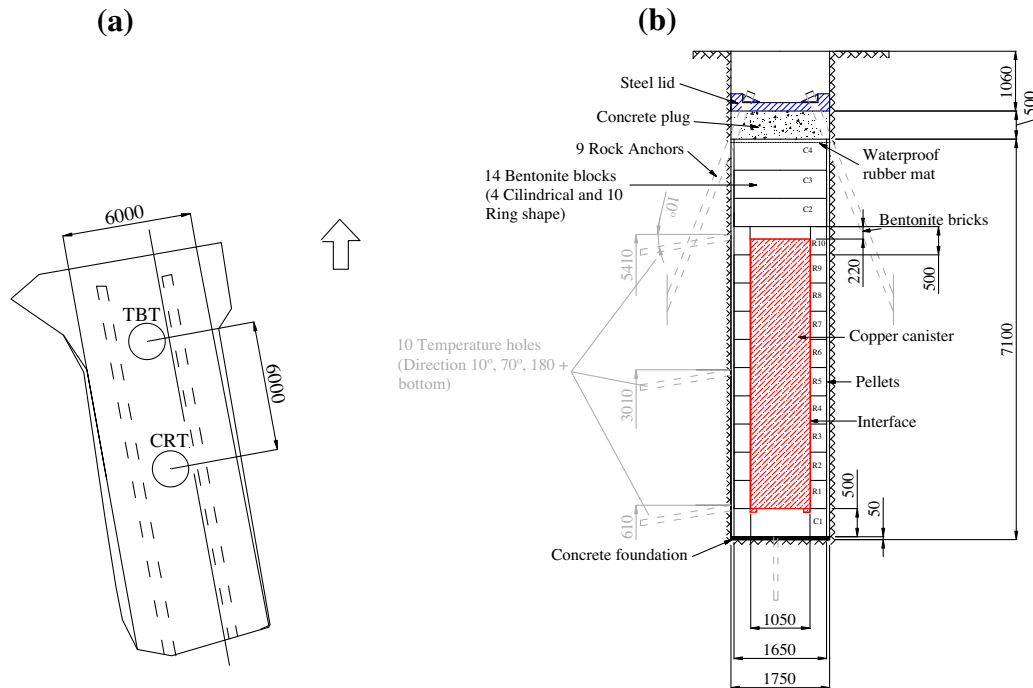 (a)
(b)
6000
TBT
6000
CRT
Steel lid
Concrete plug
9 Rock Anchors
14 Bentonite blocks
(4 Cilindrical and 10
Ring shape)
10°
5410
10 Temperature holes
(Direction 10º, 70º, 180 +
bottom)
3010
610
Concrete foundation
C4
C3
C2
R10
R9
R8
R7
R6
R5
R4
R3
R2
R1
C1
1060
500
Waterproof
rubber mat
Bentonite bricks
220
500
7100
Copper canister
Pellets
Interface
500
50
1050
1650
1750